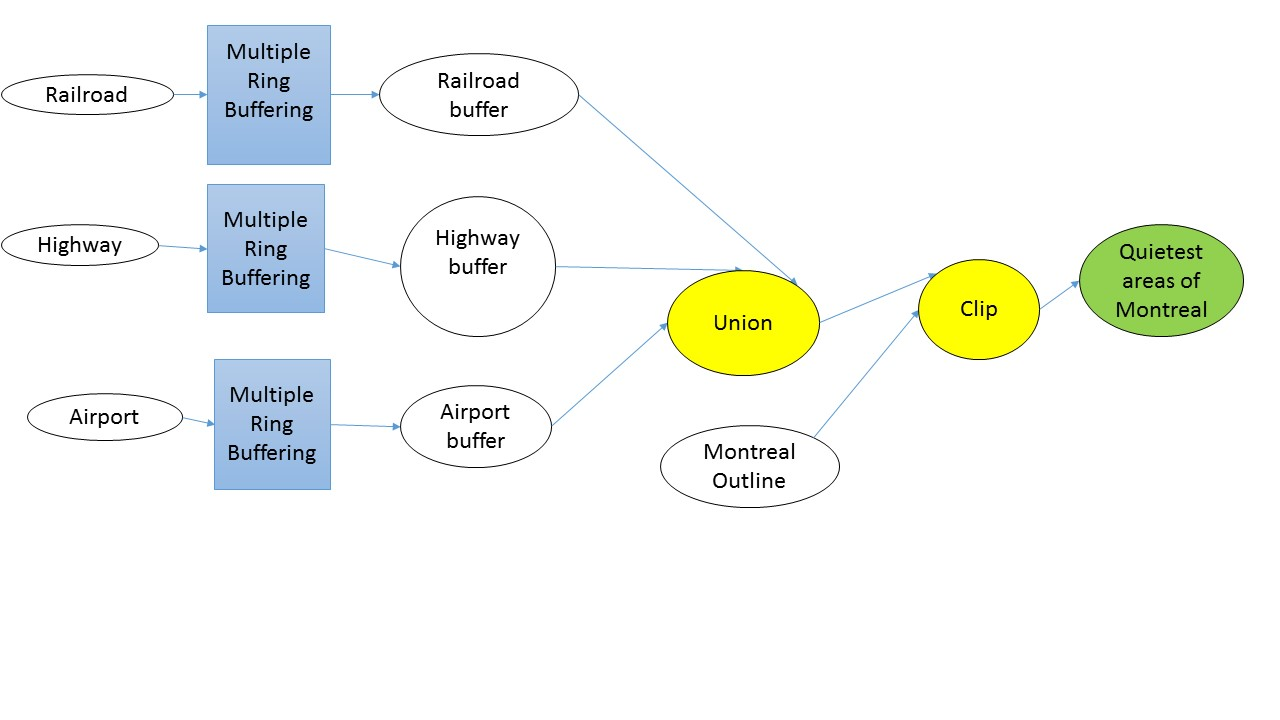 Railroad
Multiple
Ring
Buffering
Railroad
buffer
Highway
Multiple
Ring
Buffering
Highway
buffer
Airport
Multiple
Ring
Buffering
Airport
buffer
Union
Montreal
Outline
Clip
Quietest
areas of
Montreal